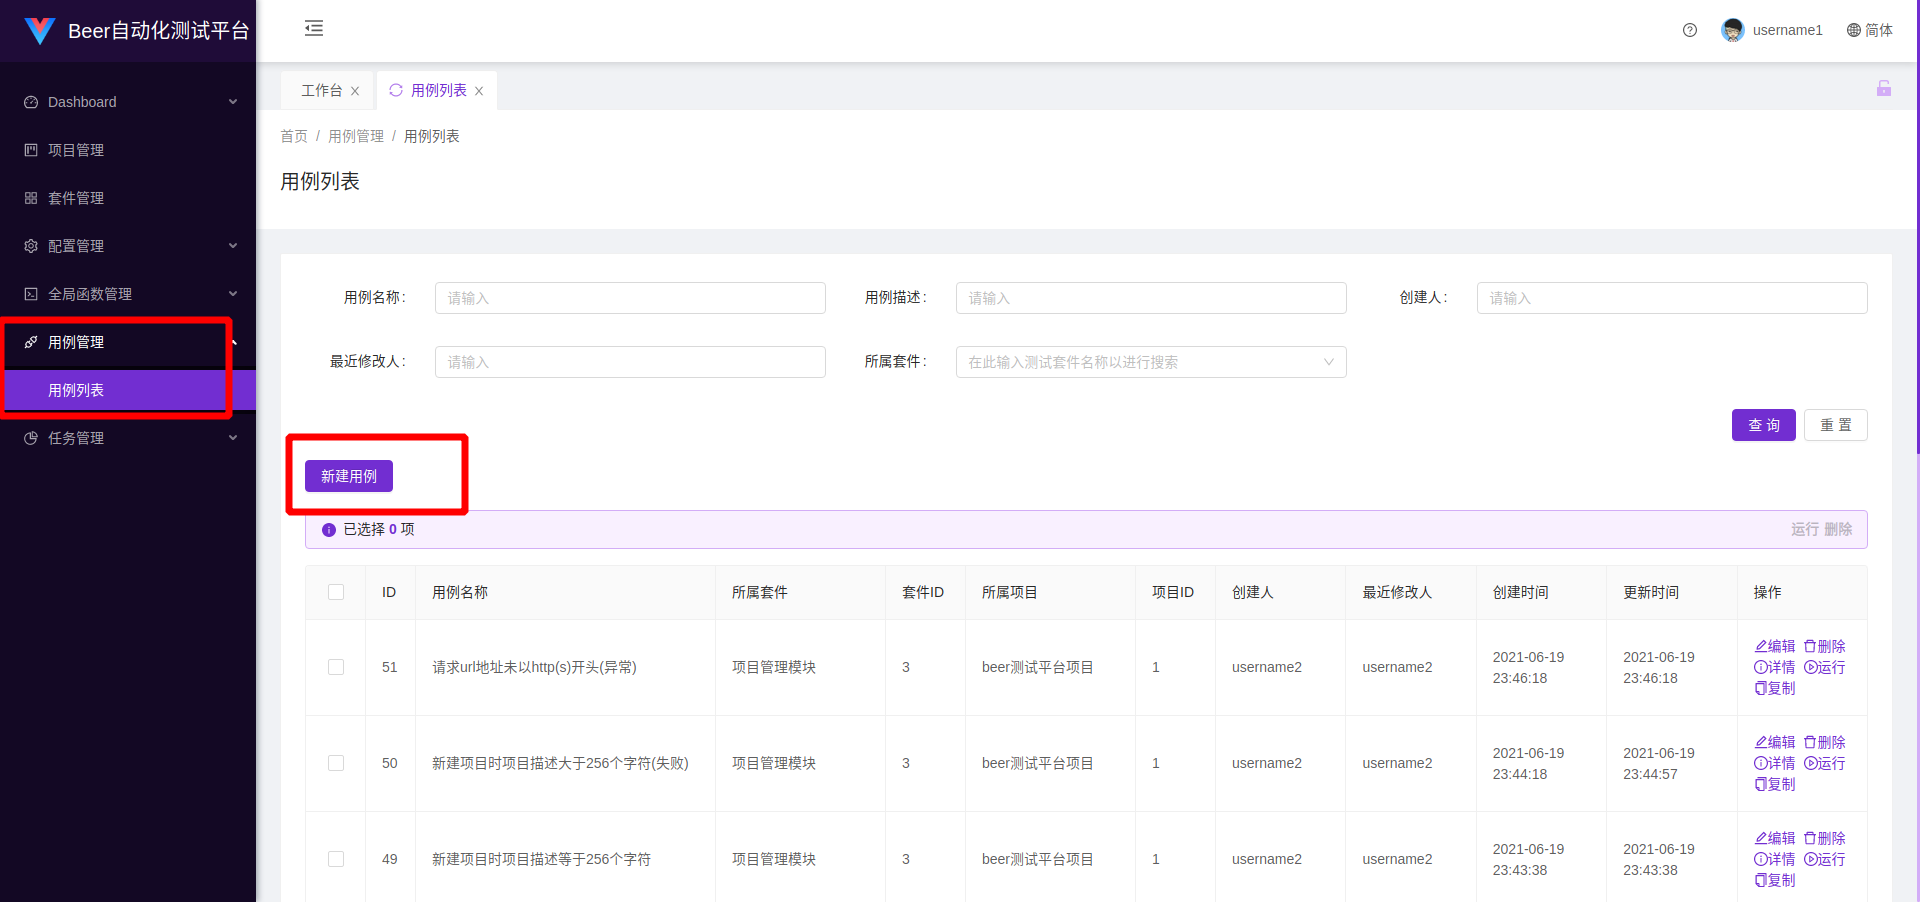 Beer自动化测试平台
username1
简体
Dashboard
项目管理
套件管理
配置管理
全局函数管理
用例管理
用例列表
任务管理
工作台
用例列表
首页 / 用例管理 / 用例列表
用例列表
用例名称: 请输入
用例描述: 请输入
创建人: 请输入
最近修改人: 请输入
所属套件: 在此输入测试套件名称以进行搜索
查 询
重 置
新建用例
已选择 0 项
运行 删除
ID 用例名称 所属套件 套件ID 所属项目 项目ID 创建人 最近修改人 创建时间 更新时间 操作
51 请求url地址未以http(s)开头(异常) 项目管理模块 3 beer测试平台项目 1 username2 username2 2021-06-19 23:46:18 2021-06-19 23:46:18 编辑 删除 详情 运行 复制
50 新建项目时项目描述大于256个字符(失败) 项目管理模块 3 beer测试平台项目 1 username2 username2 2021-06-19 23:44:18 2021-06-19 23:44:57 编辑 删除 详情 运行 复制
49 新建项目时项目描述等于256个字符 项目管理模块 3 beer测试平台项目 1 username2 username2 2021-06-19 23:43:38 2021-06-19 23:43:38 编辑 删除 详情 运行 复制